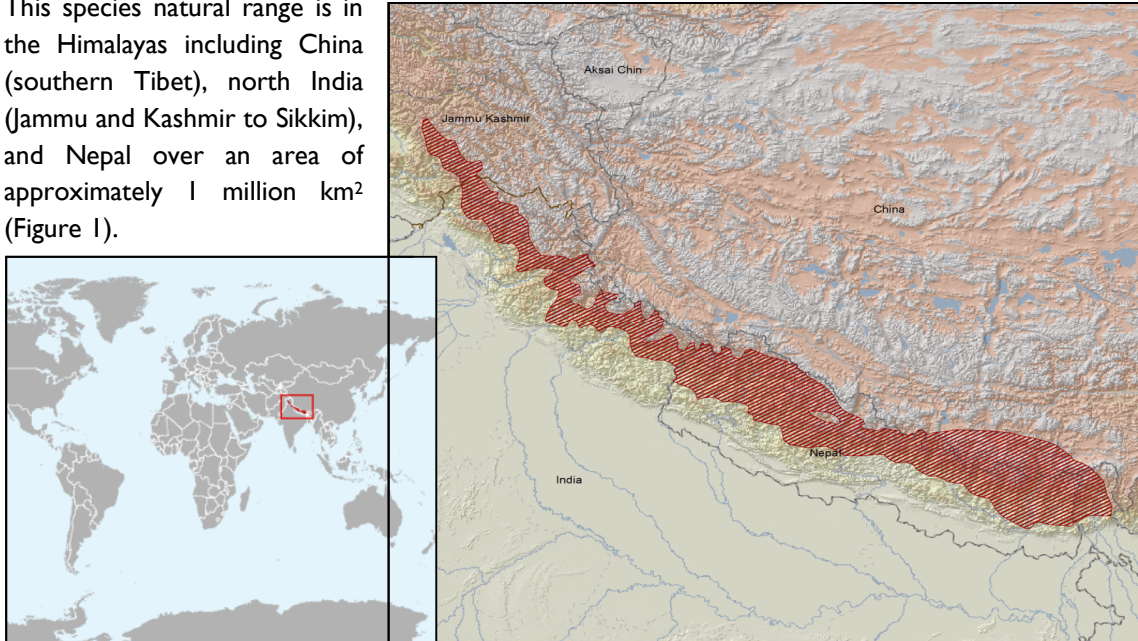 This species natural range is in
the Himalayas including China
(southern Tibet), north India
(Jammu and Kashmir to Sikkim),
and Nepal over an area of
approximately 1 million km²
(Figure 1).
Aksai Chin
Jammu Kashmir
China
Nepal
India